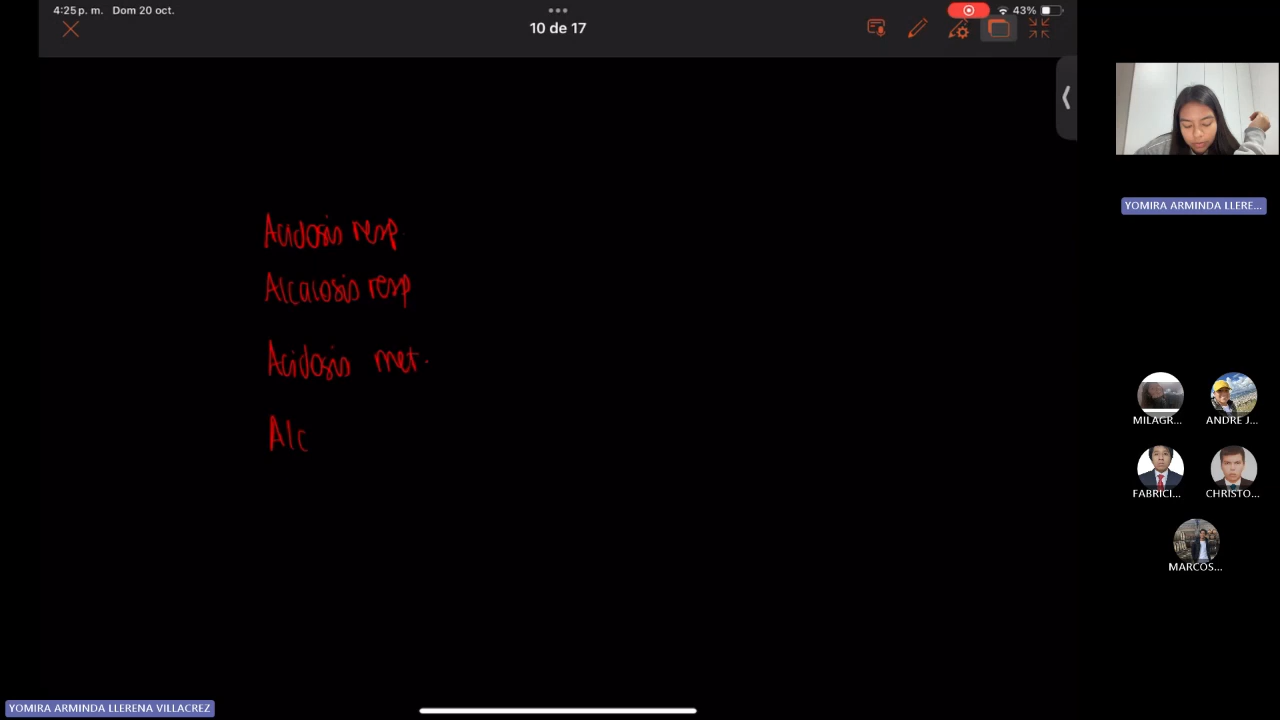 4:25 p. m. Dom 20 oct.
43%
10 de 17
Acidosis resp.
Alcalosis resp
Acidosis met.
Alc
YOMIRA ARMINDA LLERE...
MILAGR... ANDRE J...
FABRICI... CHRISTO...
MARCOS...
YOMIRA ARMINDA LLERENA VILLACREZ